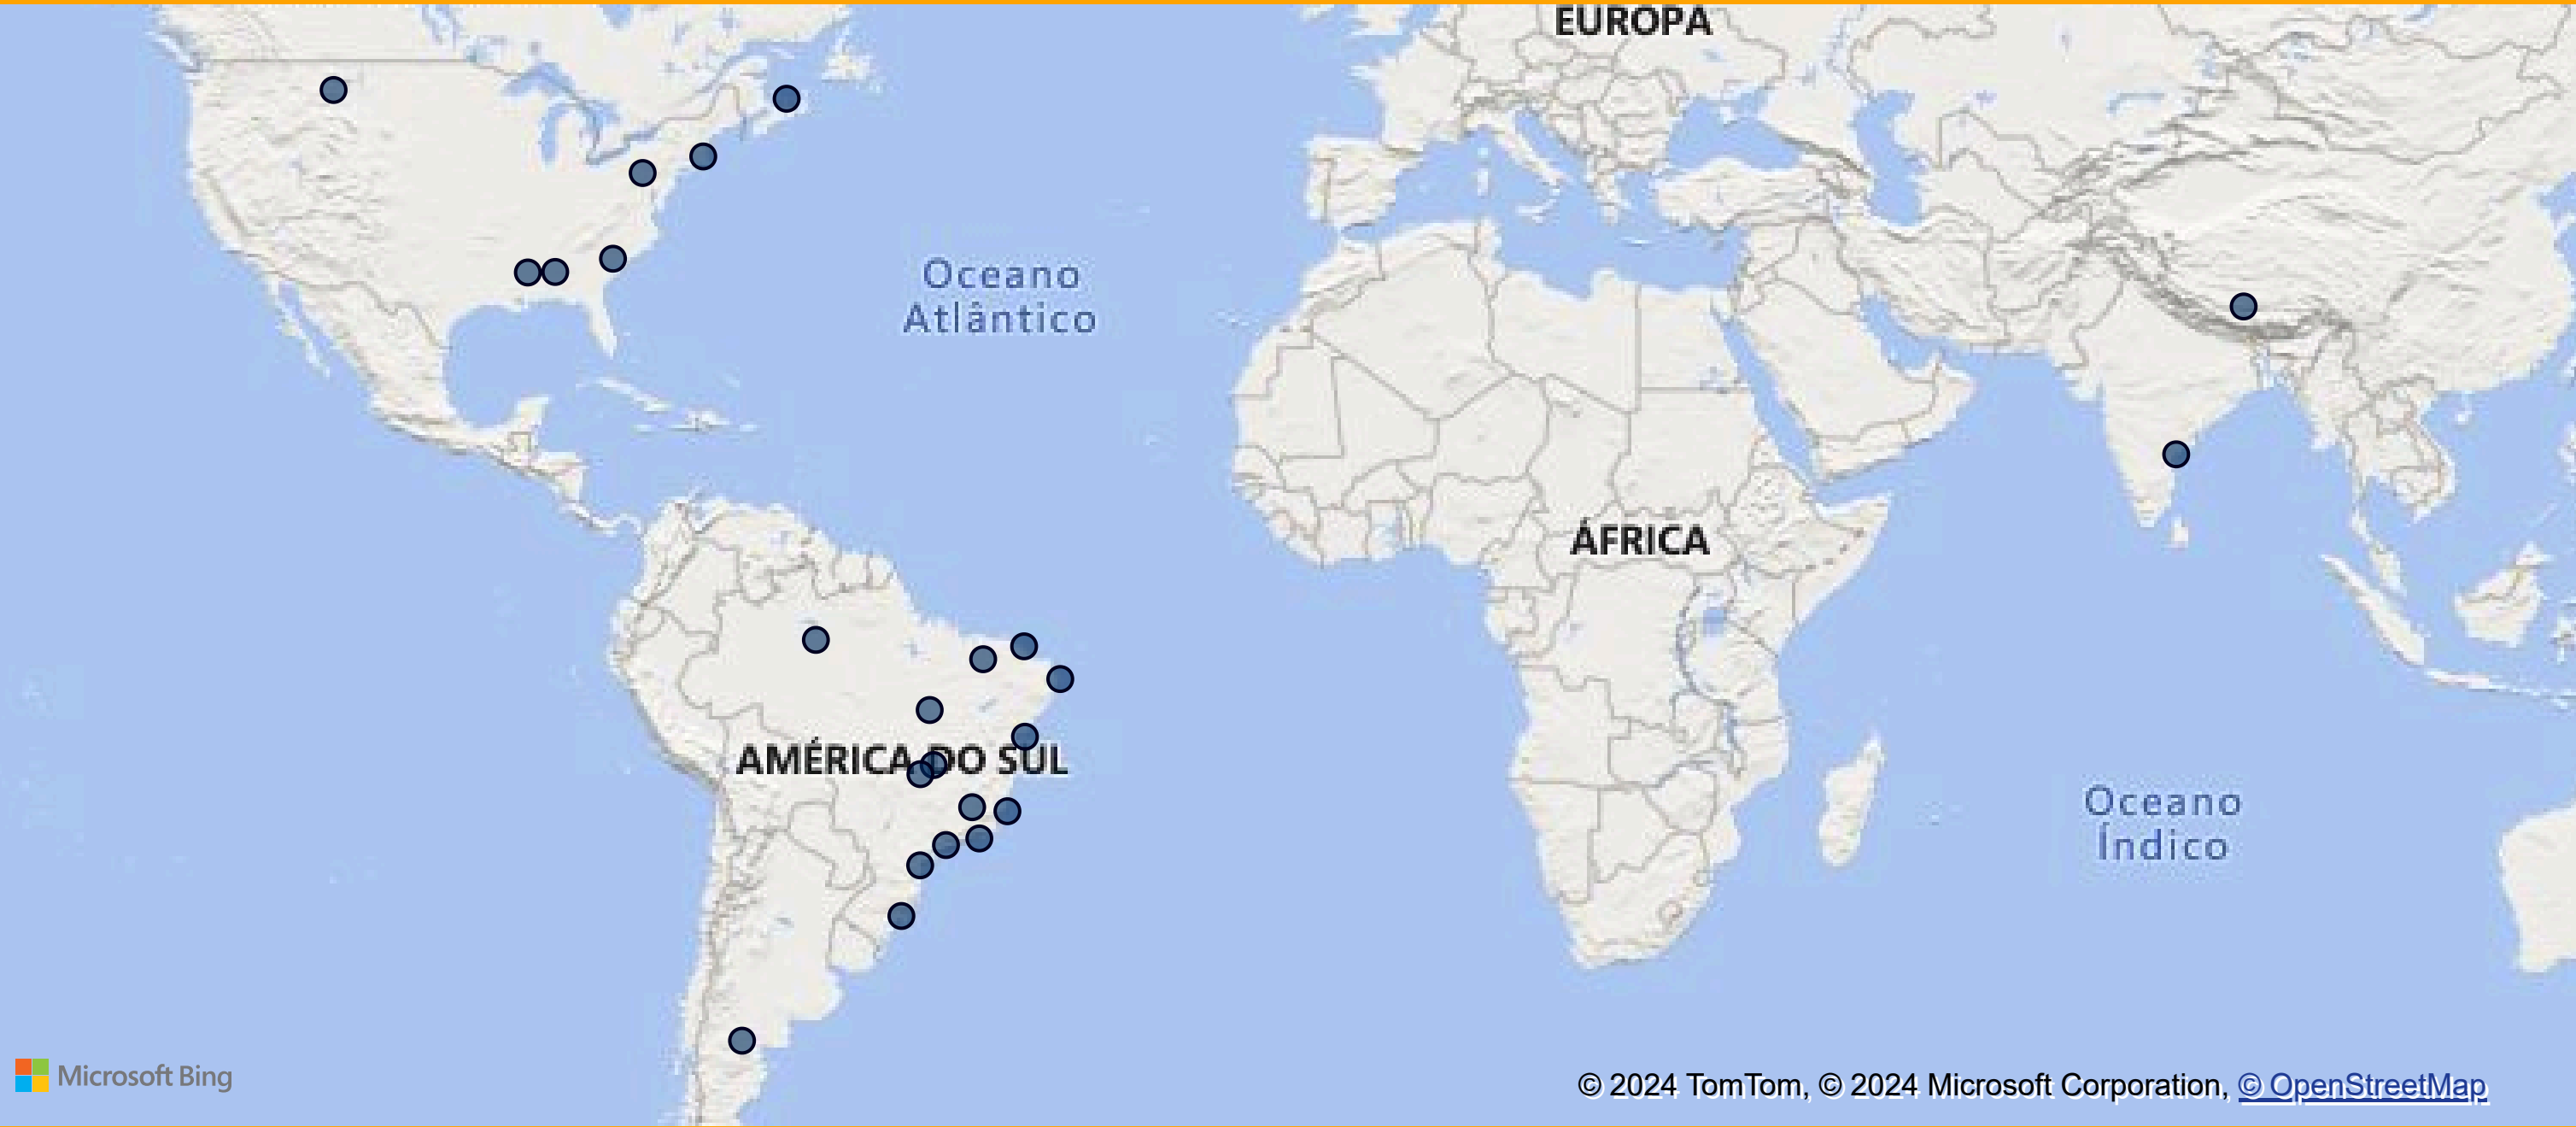 EUROPA
Oceano
Atlântico
ÁFRICA
AMÉRICA DO SUL
Oceano
Índico
Microsoft Bing
© 2024 TomTom, © 2024 Microsoft Corporation, © OpenStreetMap